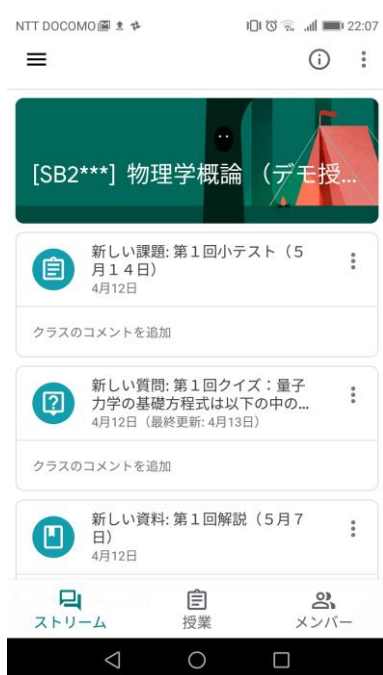 NTT DOCOMO 22:07
[SB2***] 物理学概論 （デモ授...
新しい課題: 第１回小テスト（５
月１４日）
4月12日
クラスのコメントを追加
新しい質問: 第１回クイズ：量子
力学の基礎方程式は以下の中の...
4月12日（最終更新: 4月13日）
クラスのコメントを追加
新しい資料: 第１回解説（５月７
日）
4月12日
ストリーム 授業 メンバー